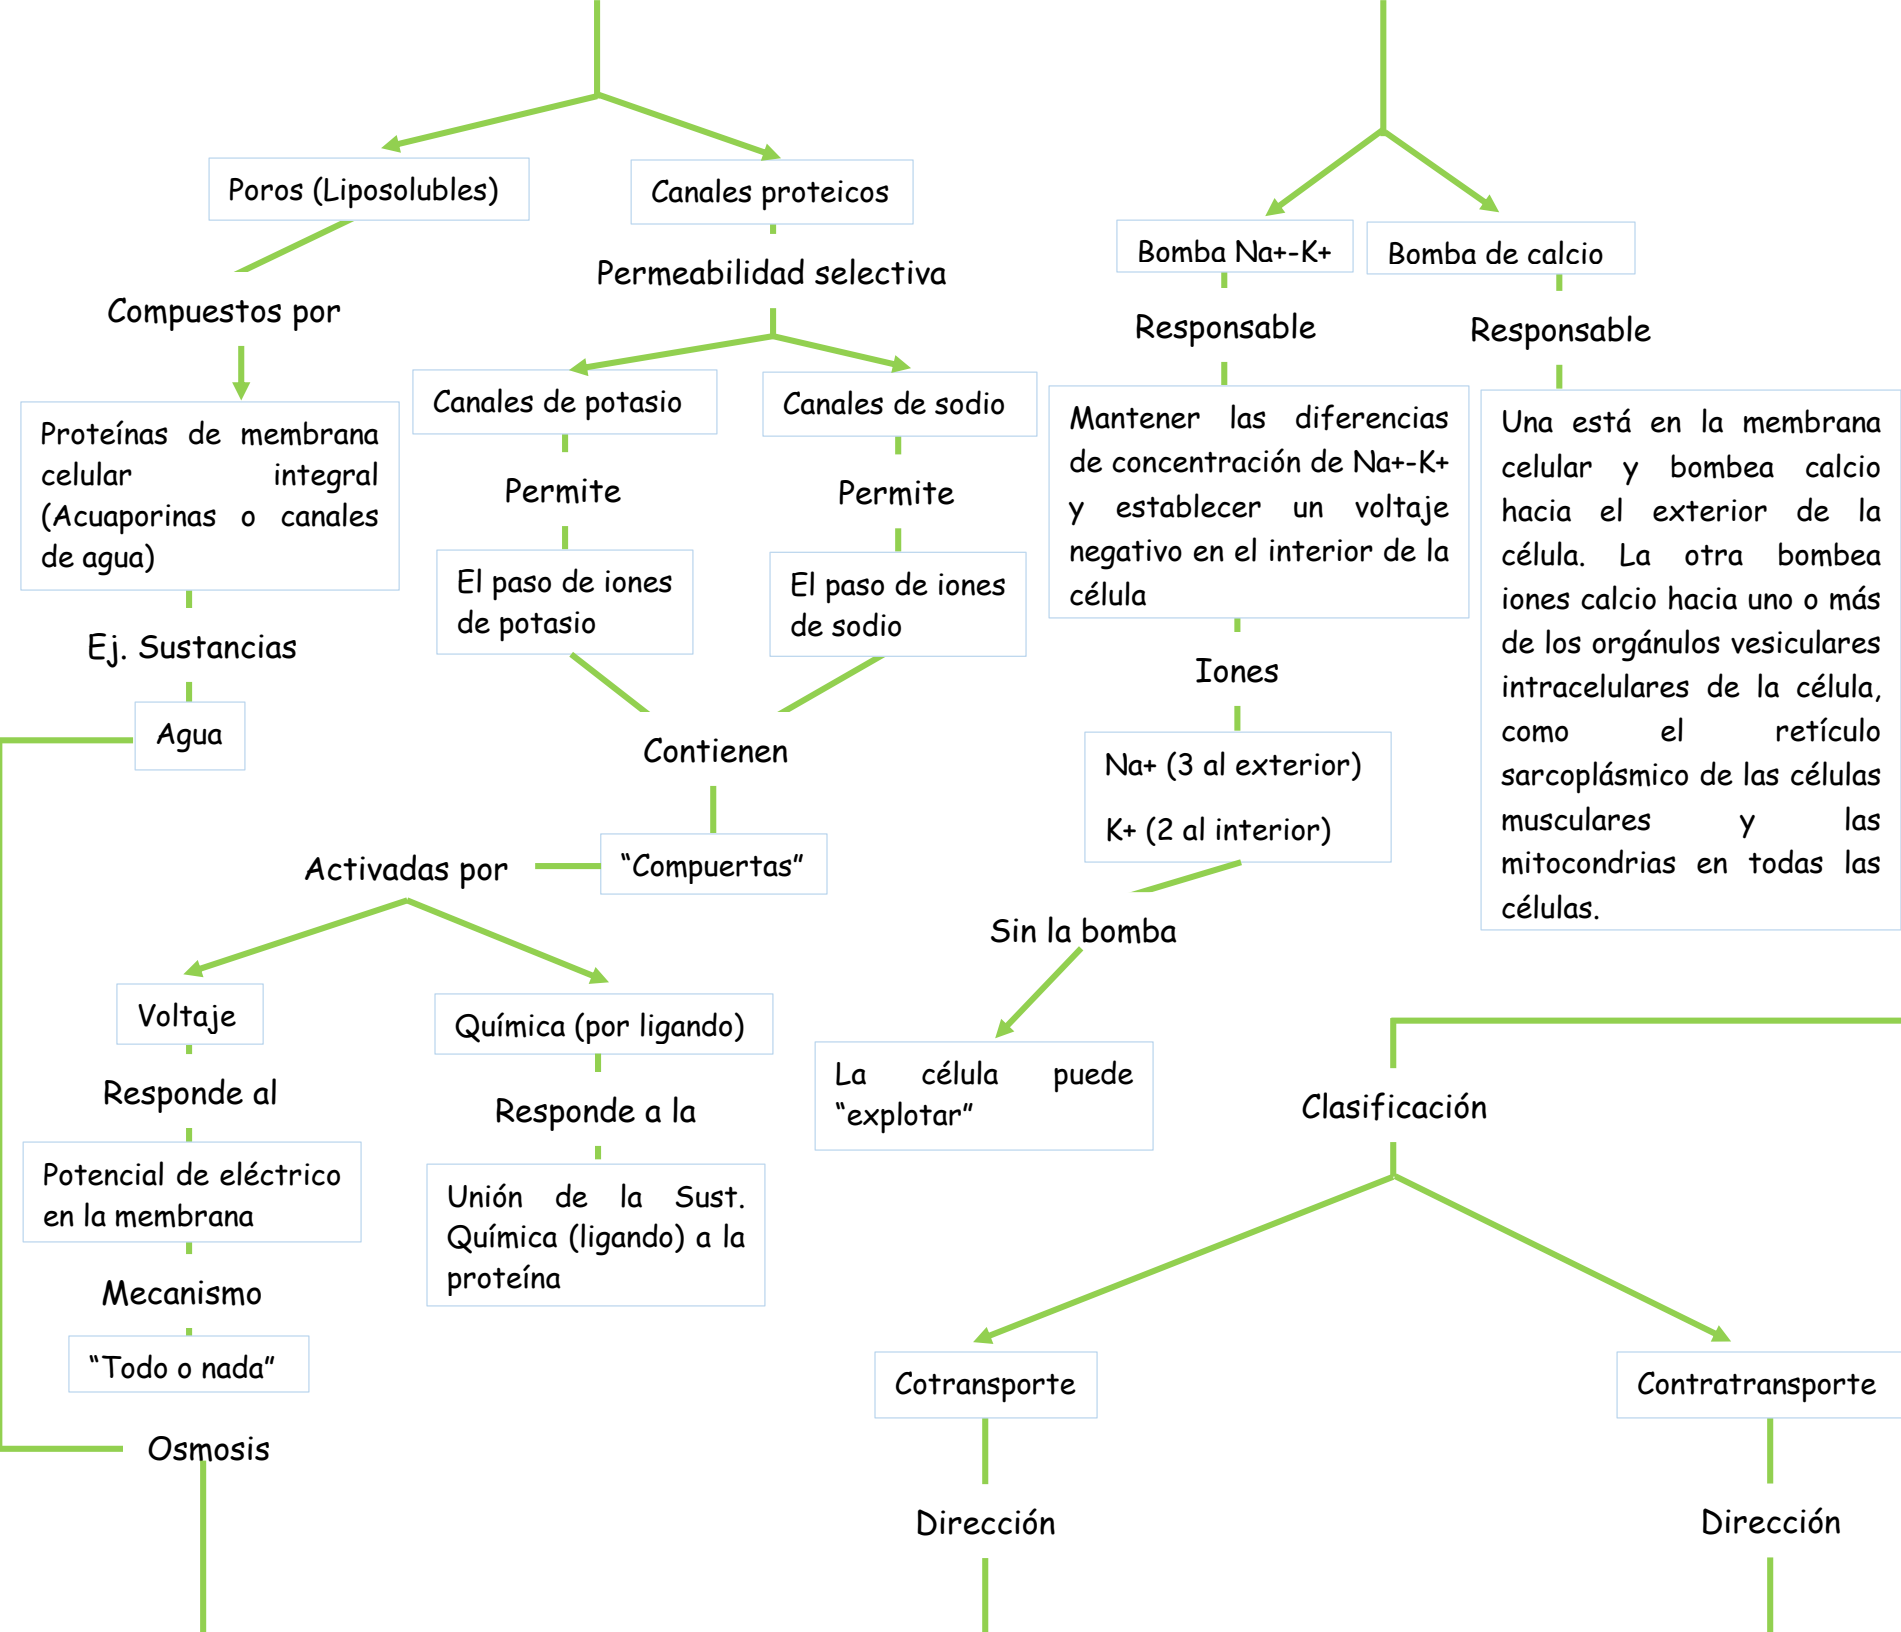 Poros (Liposolubles)
Canales proteicos
Bomba Na+-K+
Bomba de calcio
Permeabilidad selectiva
Compuestos por
Responsable
Responsable
Canales de potasio
Canales de sodio
Proteínas de membrana
celular integral
(Acuaporinas o canales
de agua)
Permite
Permite
Mantener las diferencias
de concentración de Na+-K+
y establecer un voltaje
negativo en el interior de la
célula
Una está en la membrana
celular y bombea calcio
hacia el exterior de la
célula. La otra bombea
iones calcio hacia uno o más
de los orgánulos vesiculares
intracelulares de la célula,
como el retículo
sarcoplásmico de las células
musculares y las
mitocondrias en todas las
células.
El paso de iones
de potasio
El paso de iones
de sodio
Ej. Sustancias
Iones
Agua
Contienen
Na+ (3 al exterior)
K+ (2 al interior)
Activadas por
"Compuertas"
Sin la bomba
Voltaje
Química (por ligando)
La célula puede
"explotar"
Clasificación
Responde al
Responde a la
Potencial de eléctrico
en la membrana
Unión de la Sust.
Química (ligando) a la
proteína
Mecanismo
"Todo o nada"
Cotransporte
Contratransporte
Osmosis
Dirección
Dirección